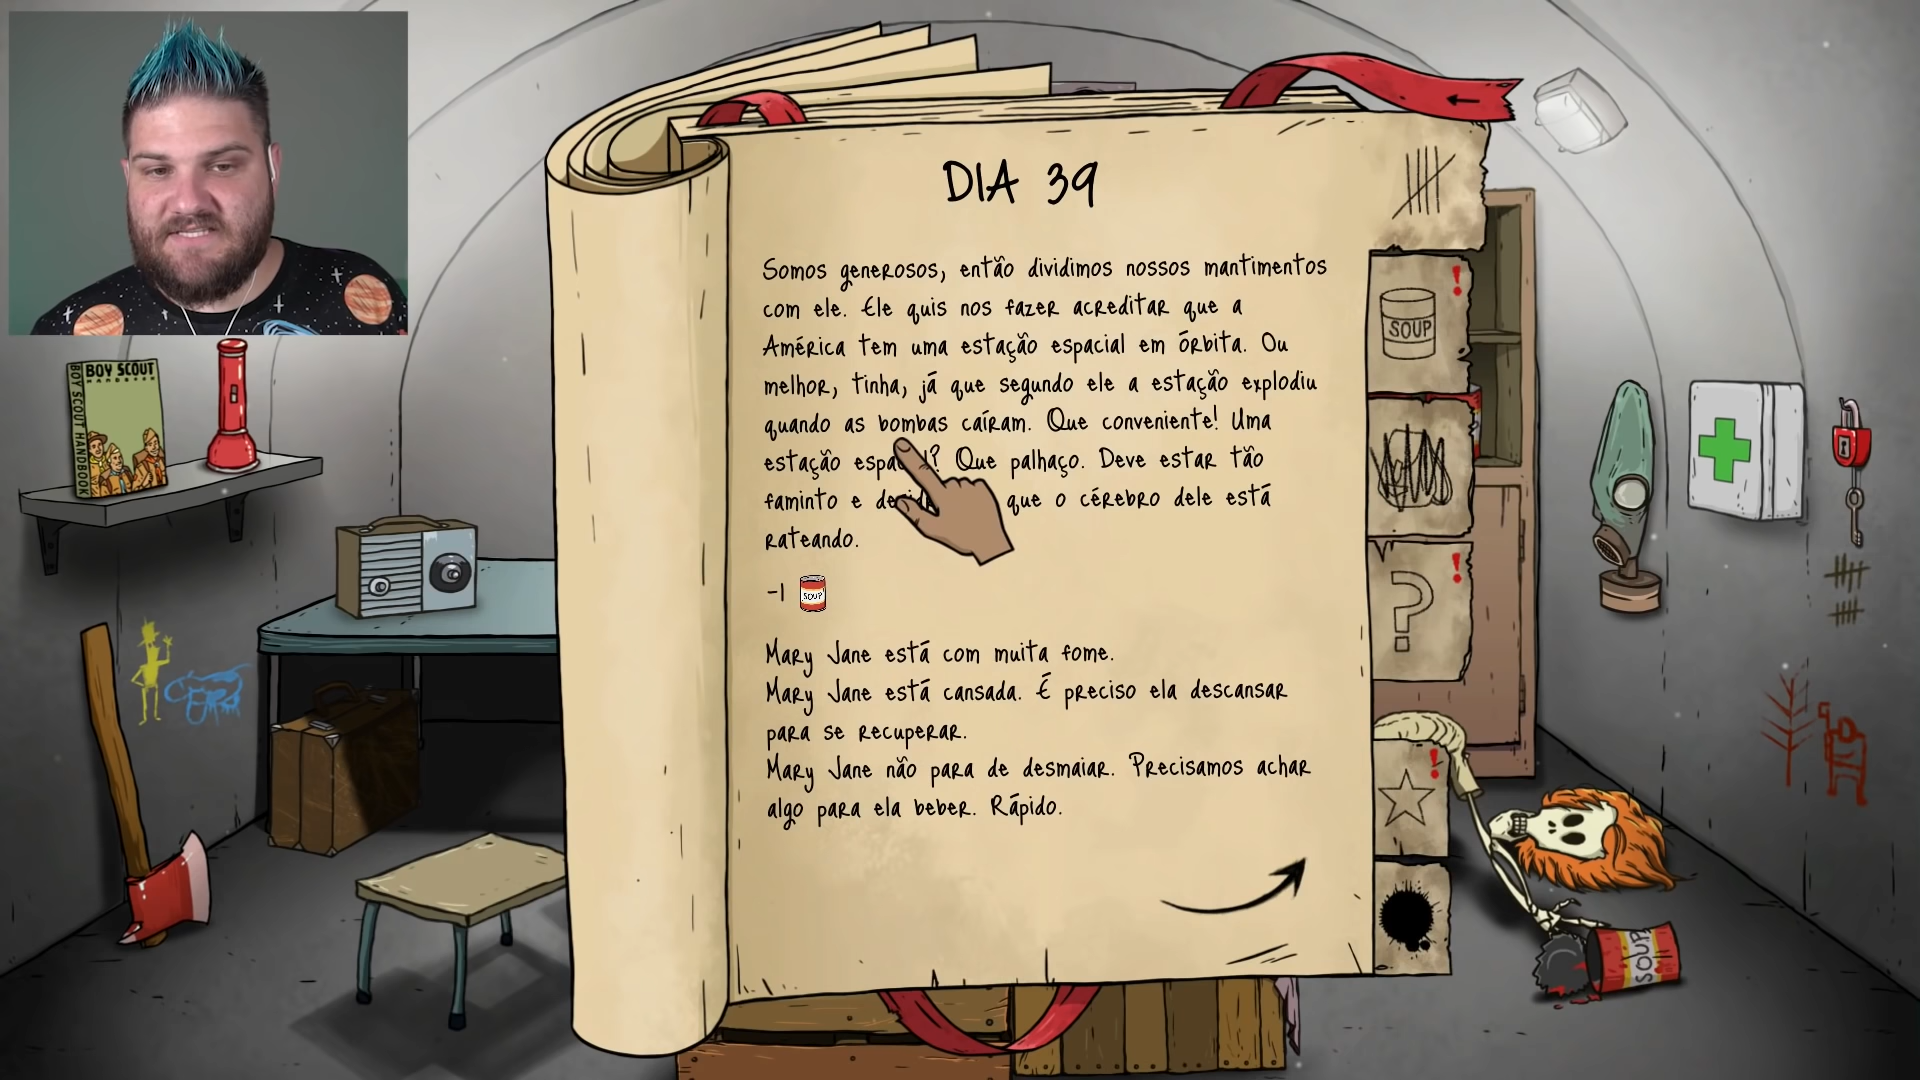 DIA 39
Somos generosos, então dividimos nossos mantimentos
com ele. Ele quis nos fazer acreditar que a
América tem uma estação espacial em órbita. Ou
melhor, tinha, já que segundo ele a estação explodiu
quando as bombas caíram. Que conveniente! Uma
estação ? Que palhaço. Deve estar tão
faminto e que o cérebro dele está
rateando.
-1 SOUP
Mary Jane está com muita fome.
Mary Jane está cansada. É preciso ela descansar
para se recuperar.
Mary Jane não para de desmaiar. Precisamos achar
algo para ela beber. Rápido.
!
SOUP
!
?
!
BOY SCOUT
HANDBOOK
BOY SCOUT HANDBOOK
SOUP